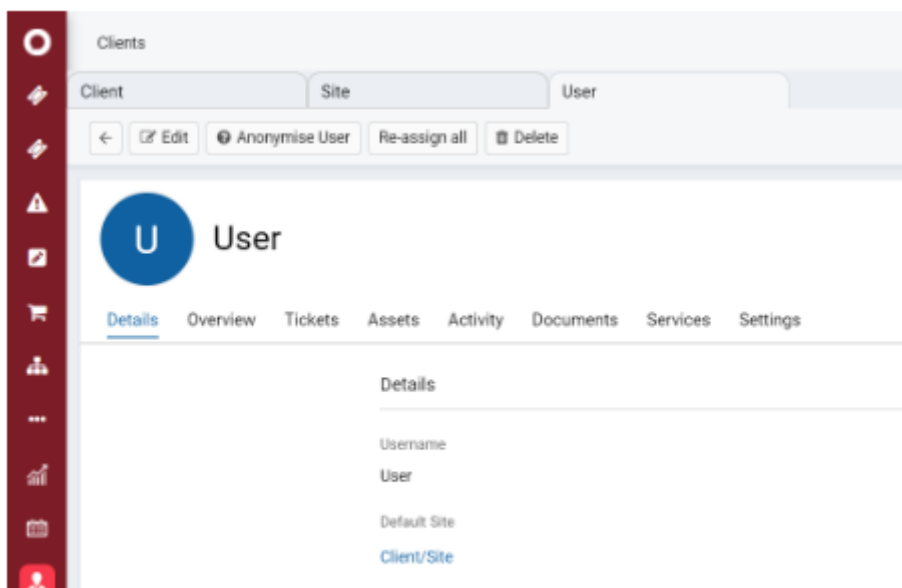 Clients
Client Site User
Edit Anonymise User Re-assign all Delete
U User
Details Overview Tickets Assets Activity Documents Services Settings
Details
Username
User
Default Site
Client/Site